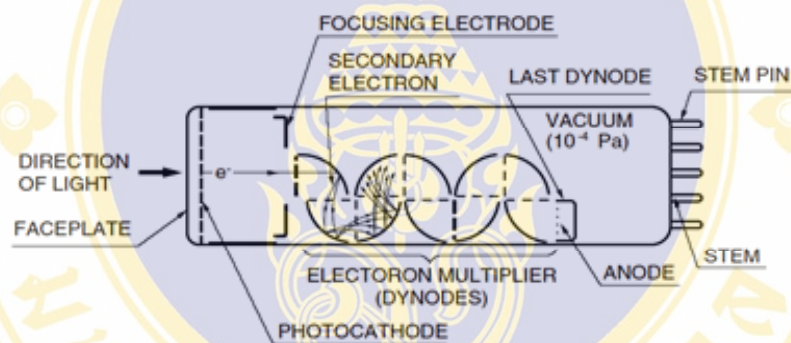 FOCUSING ELECTRODE
SECONDARY
ELECTRON
LAST DYNODE
STEM PIN
VACUUM
(10⁻⁴ Pa)
DIRECTION
OF LIGHT
e⁻
FACEPLATE
STEM
ELECTORON MULTIPLIER
(DYNODES)
ANODE
PHOTOCATHODE